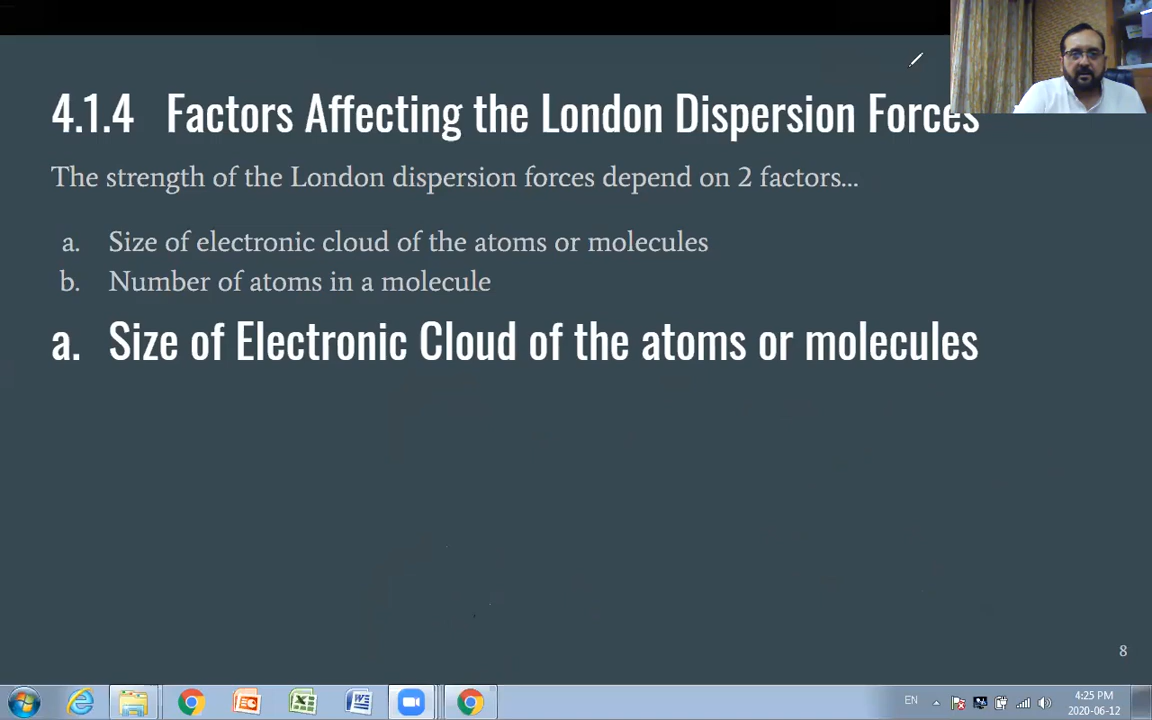 4.1.4 Factors Affecting the London Dispersion Forces
The strength of the London dispersion forces depend on 2 factors...
a. Size of electronic cloud of the atoms or molecules
b. Number of atoms in a molecule
a. Size of Electronic Cloud of the atoms or molecules
8
EN
4:25 PM
2020-06-12